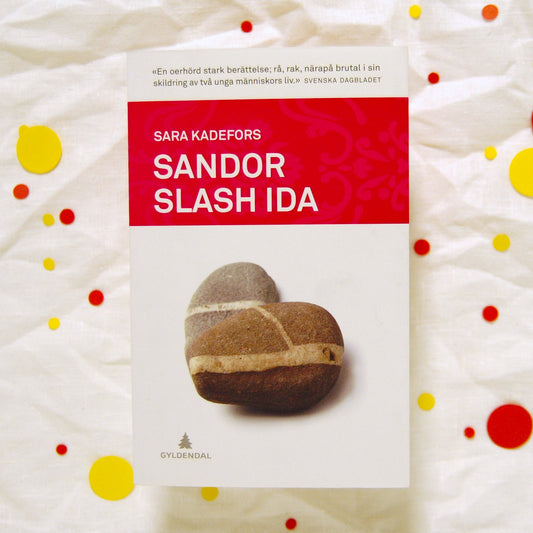 «En oerhörd stark berättelse; rå, rak, närapå brutal i sin
skildring av två unga människors liv.» SVENSKA DAGBLADET
SARA KADEFORS
SANDOR
SLASH IDA
GYLDENDAL